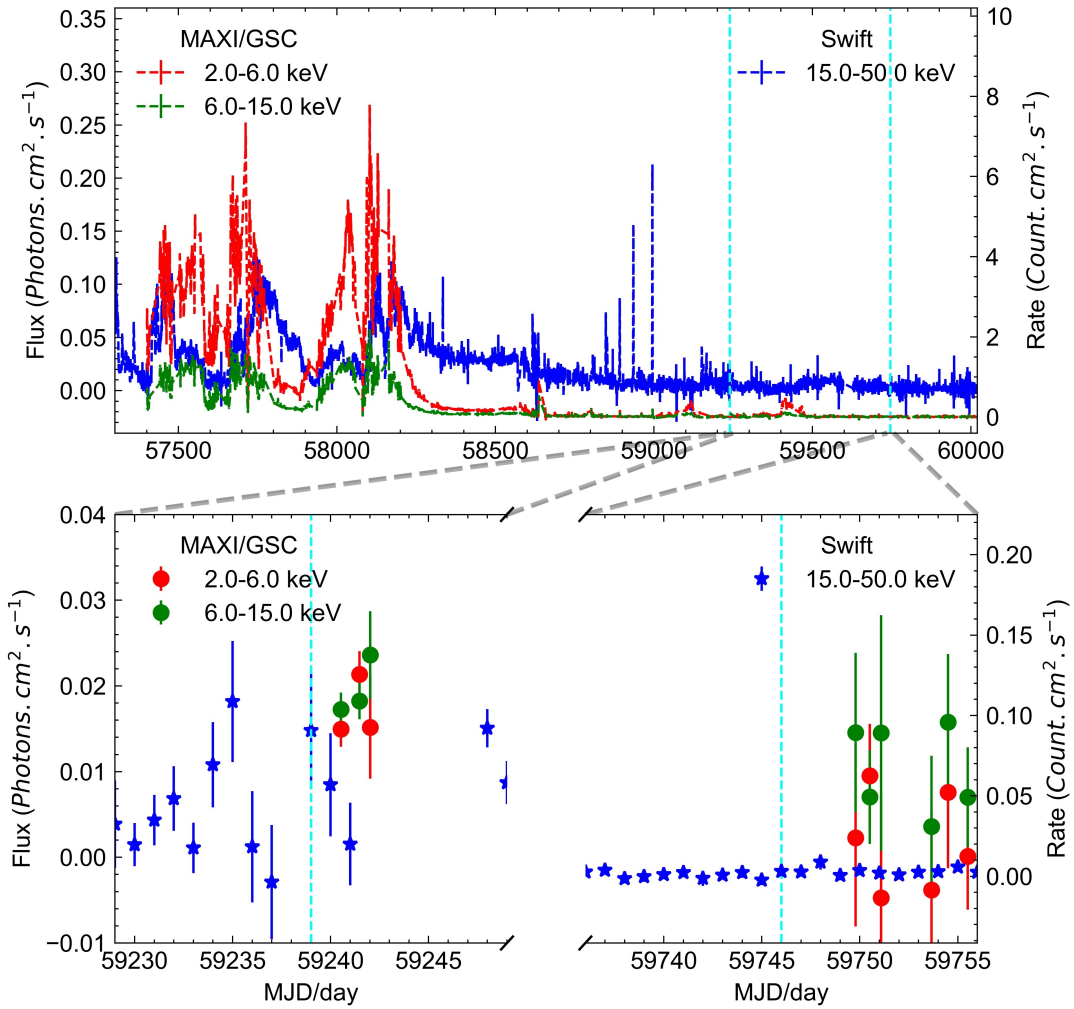 MAXI/GSC
2.0-6.0 keV
6.0-15.0 keV
Swift
15.0-50.0 keV
0.35
0.30
0.25
0.20
0.15
0.10
0.05
0.00
Flux (Photons. cm². s⁻¹)
10
8
6
4
2
0
Rate (Count. cm². s⁻¹)
57500 58000 58500 59000 59500 60000
MAXI/GSC
2.0-6.0 keV
6.0-15.0 keV
Swift
15.0-50.0 keV
0.04
0.03
0.02
0.01
0.00
−0.01
Flux (Photons. cm². s⁻¹)
0.20
0.15
0.10
0.05
0.00
Rate (Count. cm². s⁻¹)
59230 59235 59240 59245
59740 59745 59750 59755
MJD/day
MJD/day